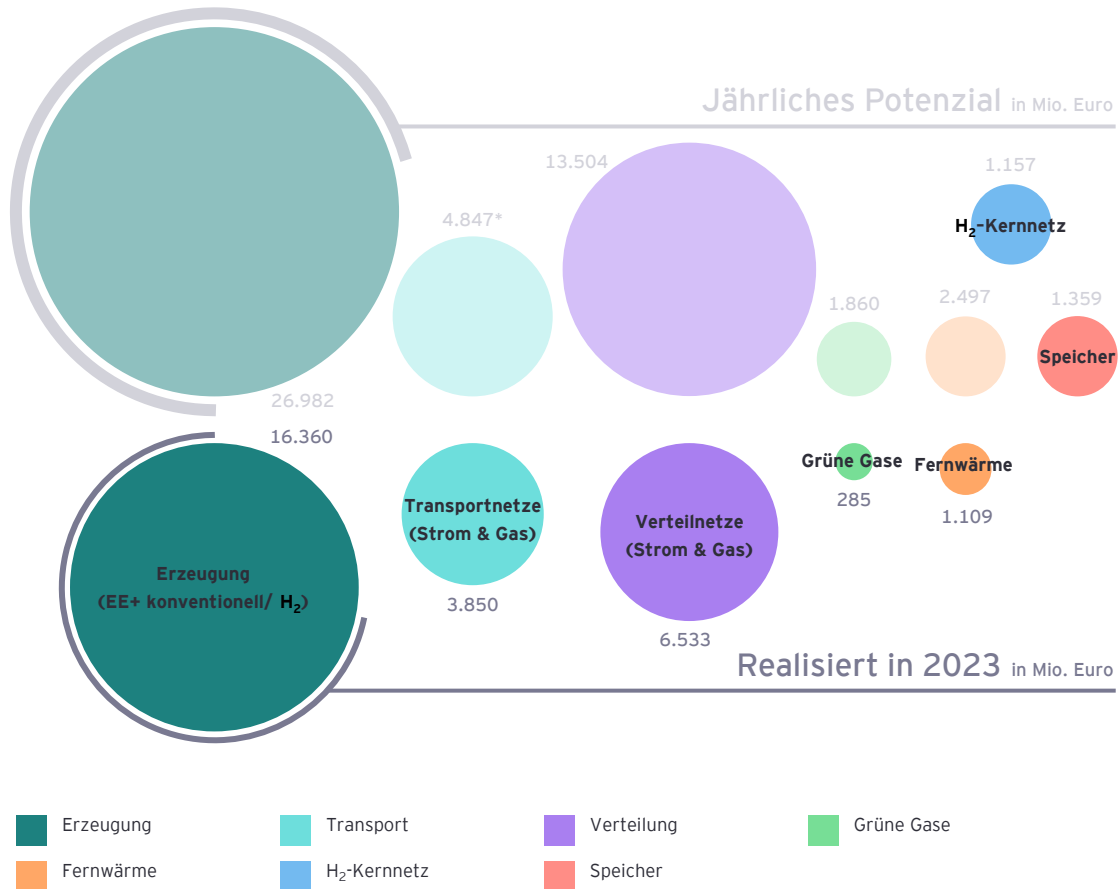 Jährliches Potenzial in Mio. Euro
13.504
1.157
4.847*
H₂-Kernnetz
1.860
2.497
1.359
Speicher
26.982
16.360
Grüne Gase
Fernwärme
285
1.109
Transportnetze
(Strom & Gas)
Verteilnetze
(Strom & Gas)
Erzeugung
(EE+ konventionell/ H₂)
3.850
6.533
Realisiert in 2023 in Mio. Euro
Erzeugung
Transport
Verteilung
Grüne Gase
Fernwärme
H₂-Kernnetz
Speicher